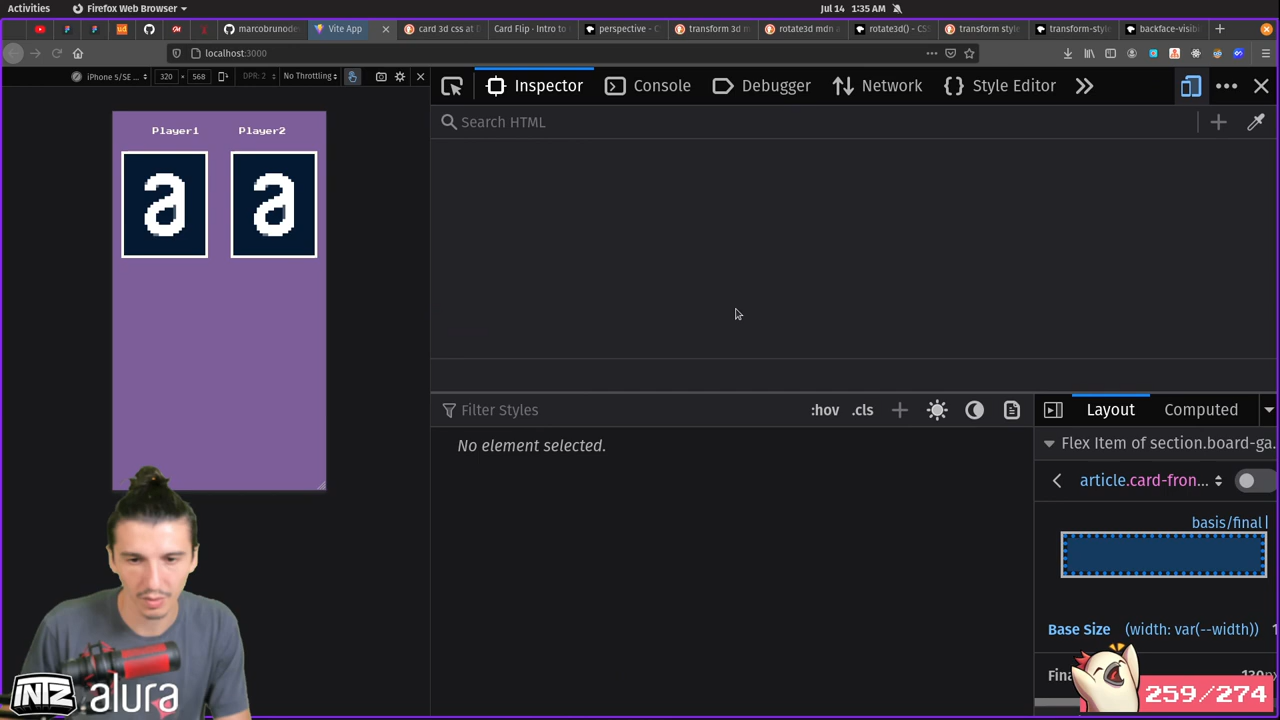 Activities Firefox Web Browser Jul 14 1:35 AM
marcobrunodev Vite App card 3d css at D Card Flip · Intro to perspective - C transform 3d m rotate3d mdn a rotate3d() - CSS transform style transform-style backface-visib
localhost:3000
iPhone 5/SE ... 320 568 DPR: 2 No Throttling
Inspector Console Debugger Network Style Editor
Search HTML
Player1 Player2
a a
Filter Styles :hov .cls Layout Computed
No element selected.
Flex Item of section.board-ga...
article.card-fron...
basis/final
Base Size (width: var(--width))
INTZ alura
259/274